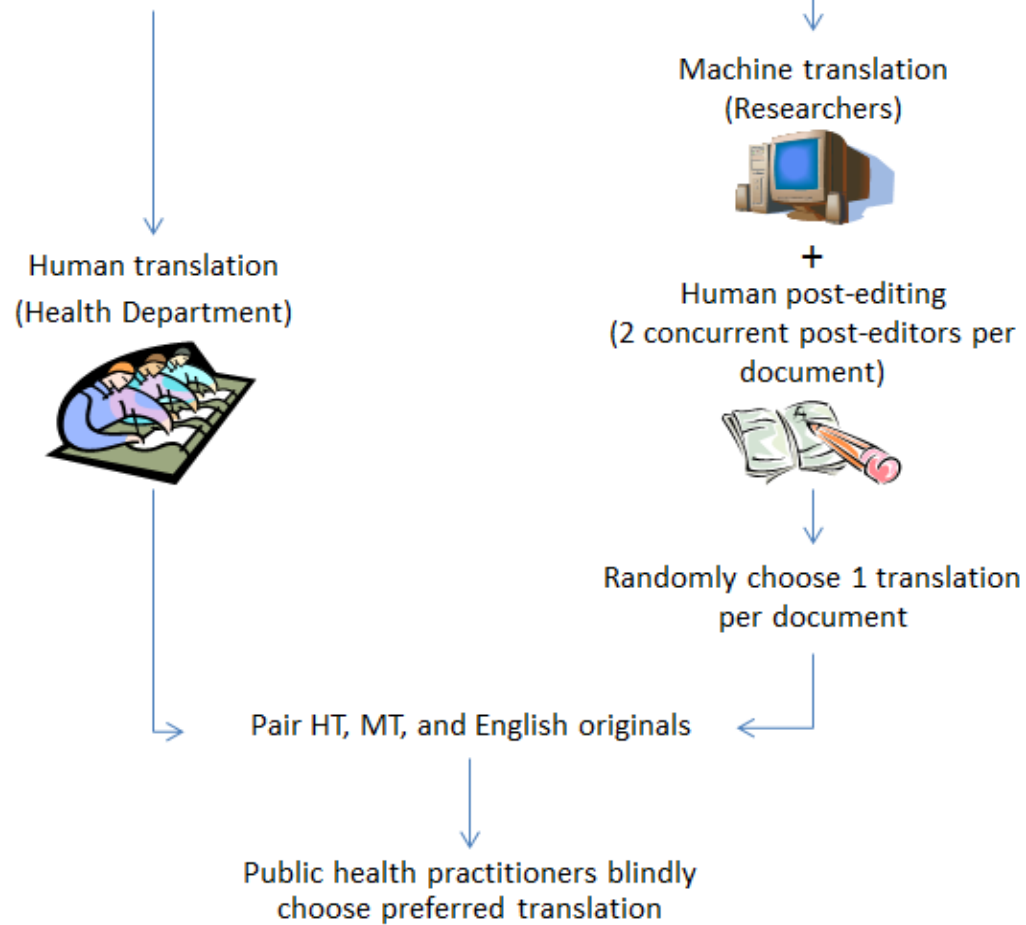 Machine translation
(Researchers)
+
Human translation
(Health Department)
Human post-editing
(2 concurrent post-editors per
document)
Randomly choose 1 translation
per document
Pair HT, MT, and English originals
Public health practitioners blindly
choose preferred translation